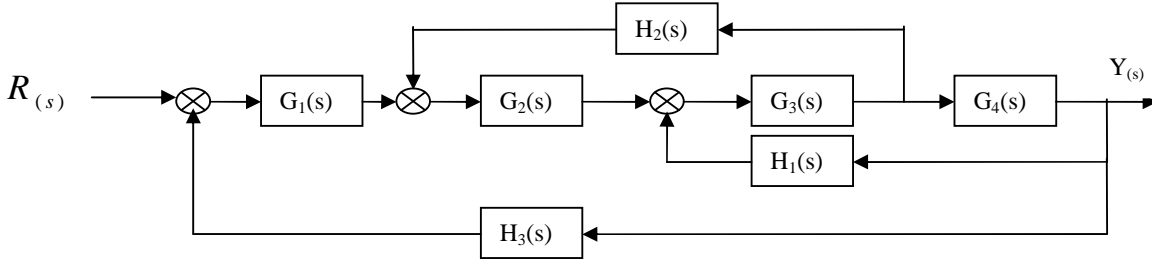 H₂(s)
R₍s₎ G₁(s) G₂(s) G₃(s) G₄(s) Y₍s₎
H₁(s)
H₃(s)